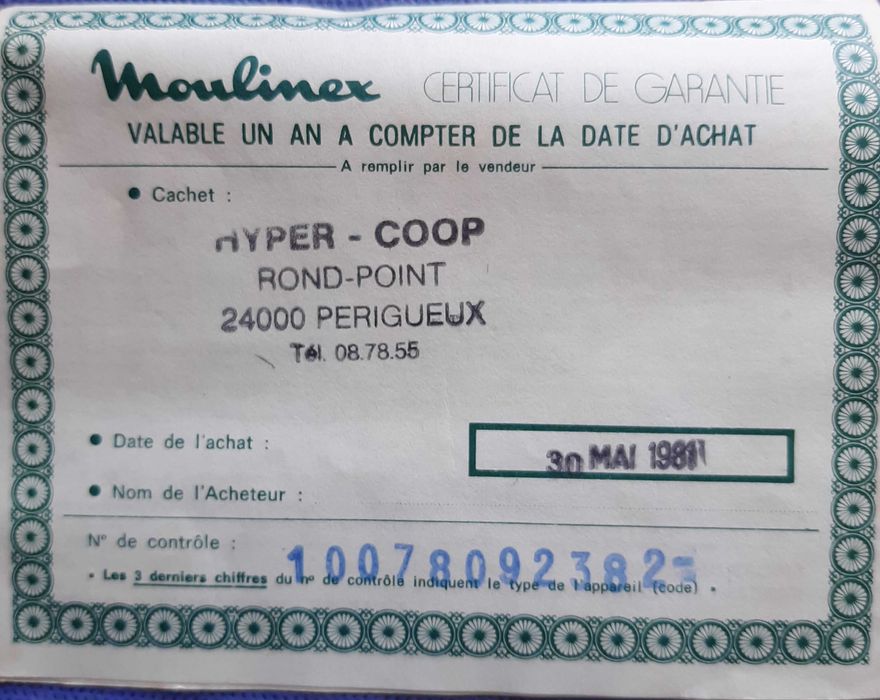 Moulinex CERTIFICAT DE GARANTIE
VALABLE UN AN A COMPTER DE LA DATE D'ACHAT
A remplir par le vendeur
• Cachet :
HYPER - COOP
ROND-POINT
24000 PERIGUEUX
Tél. 08.78.55
• Date de l'achat :
30 MAI 1981
• Nom de l'Acheteur :
N° de contrôle :
10078092382=
• Les 3 derniers chiffres du n° de contrôle indiquent le type de l'appareil (code) •